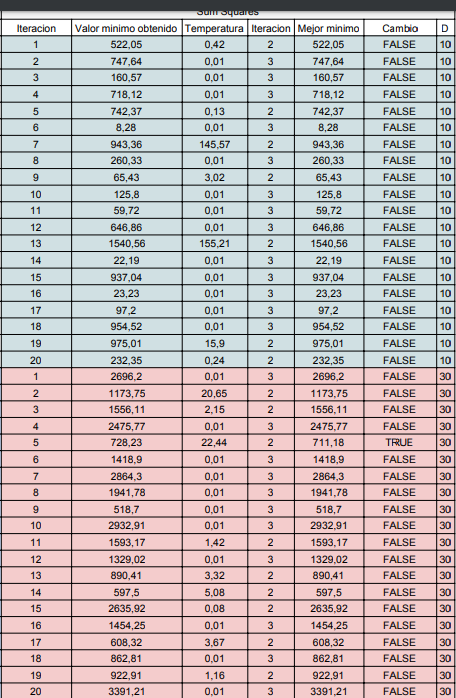 Sum Squares
Iteracion Valor minimo obtenido Temperatura Iteracion Mejor minimo Cambio D
1 522,05 0,42 2 522,05 FALSE 10
2 747,64 0,01 3 747,64 FALSE 10
3 160,57 0,01 3 160,57 FALSE 10
4 718,12 0,01 3 718,12 FALSE 10
5 742,37 0,13 2 742,37 FALSE 10
6 8,28 0,01 3 8,28 FALSE 10
7 943,36 145,57 2 943,36 FALSE 10
8 260,33 0,01 3 260,33 FALSE 10
9 65,43 3,02 2 65,43 FALSE 10
10 125,8 0,01 3 125,8 FALSE 10
11 59,72 0,01 3 59,72 FALSE 10
12 646,86 0,01 3 646,86 FALSE 10
13 1540,56 155,21 2 1540,56 FALSE 10
14 22,19 0,01 3 22,19 FALSE 10
15 937,04 0,01 3 937,04 FALSE 10
16 23,23 0,01 3 23,23 FALSE 10
17 97,2 0,01 3 97,2 FALSE 10
18 954,52 0,01 3 954,52 FALSE 10
19 975,01 15,9 2 975,01 FALSE 10
20 232,35 0,24 2 232,35 FALSE 10
1 2696,2 0,01 3 2696,2 FALSE 30
2 1173,75 20,65 2 1173,75 FALSE 30
3 1556,11 2,15 2 1556,11 FALSE 30
4 2475,77 0,01 3 2475,77 FALSE 30
5 728,23 22,44 2 711,18 TRUE 30
6 1418,9 0,01 3 1418,9 FALSE 30
7 2864,3 0,01 3 2864,3 FALSE 30
8 1941,78 0,01 3 1941,78 FALSE 30
9 518,7 0,01 3 518,7 FALSE 30
10 2932,91 0,01 3 2932,91 FALSE 30
11 1593,17 1,42 2 1593,17 FALSE 30
12 1329,02 0,01 3 1329,02 FALSE 30
13 890,41 3,32 2 890,41 FALSE 30
14 597,5 5,08 2 597,5 FALSE 30
15 2635,92 0,08 2 2635,92 FALSE 30
16 1454,25 0,01 3 1454,25 FALSE 30
17 608,32 3,67 2 608,32 FALSE 30
18 862,81 0,01 3 862,81 FALSE 30
19 922,91 1,16 2 922,91 FALSE 30
20 3391,21 0,01 3 3391,21 FALSE 30